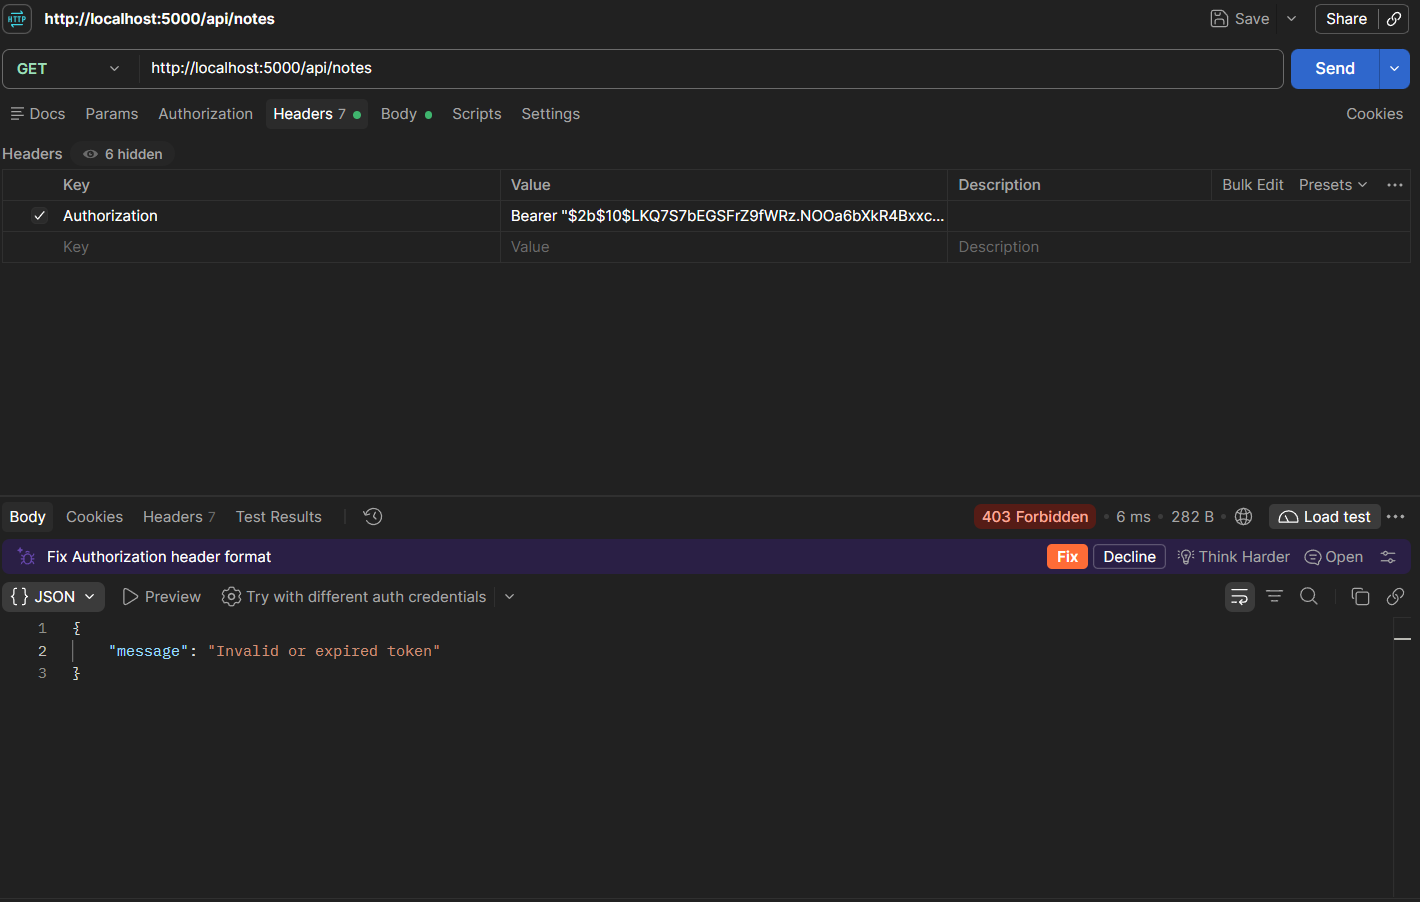 HTTP http://localhost:5000/api/notes Save Share
GET http://localhost:5000/api/notes Send
Docs Params Authorization Headers 7 Body Scripts Settings Cookies
Headers 6 hidden
Key Value Description Bulk Edit Presets
Authorization Bearer "$2b$10$LKQ7S7bEGSFrZ9fWRz.NOOa6bXkR4Bxxc...
Key Value Description
Body Cookies Headers 7 Test Results 403 Forbidden 6 ms 282 B Load test
Fix Authorization header format Fix Decline Think Harder Open
{} JSON Preview Try with different auth credentials
1 {
2 "message": "Invalid or expired token"
3 }